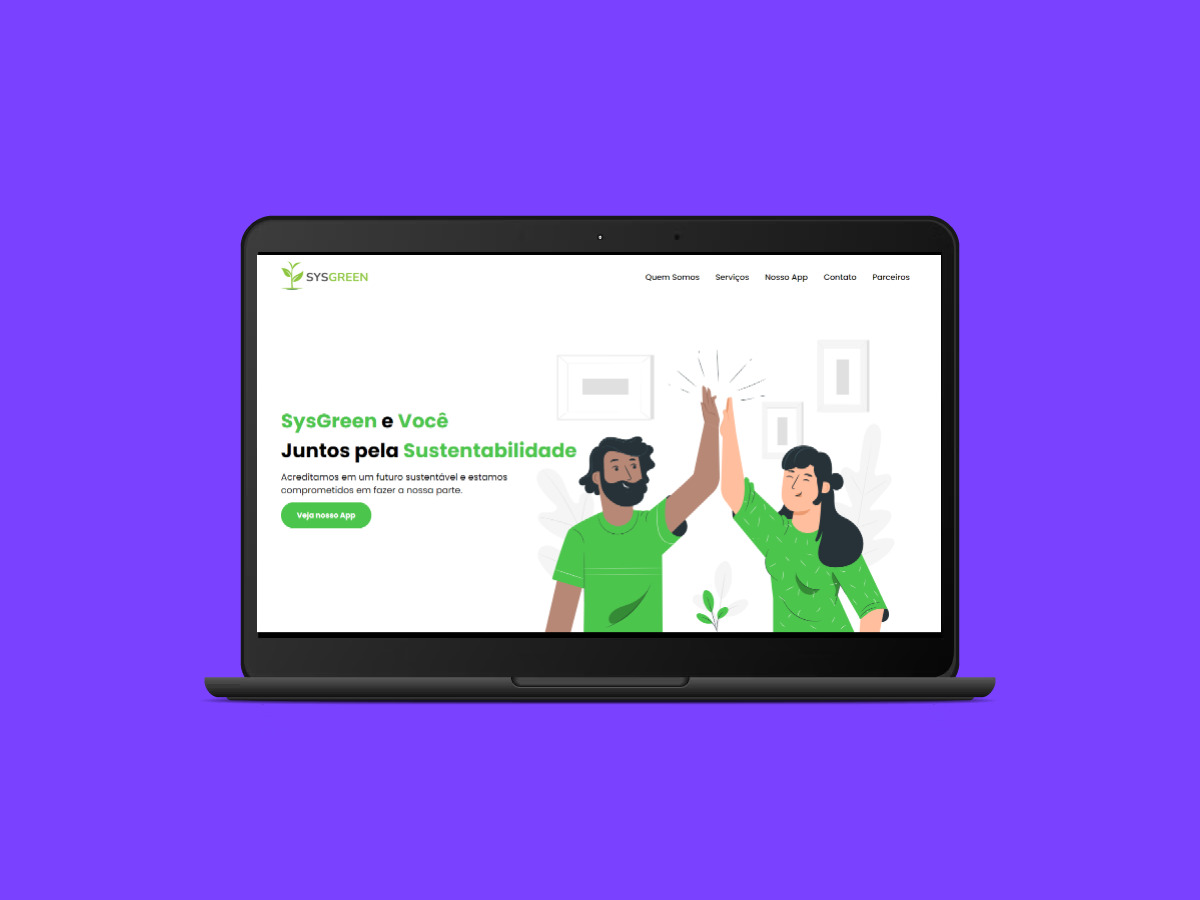 SYSGREEN
Quem Somos
Serviços
Nosso App
Contato
Parceiros
SysGreen e Você
Juntos pela Sustentabilidade
Acreditamos em um futuro sustentável e estamos
comprometidos em fazer a nossa parte.
Veja nosso App